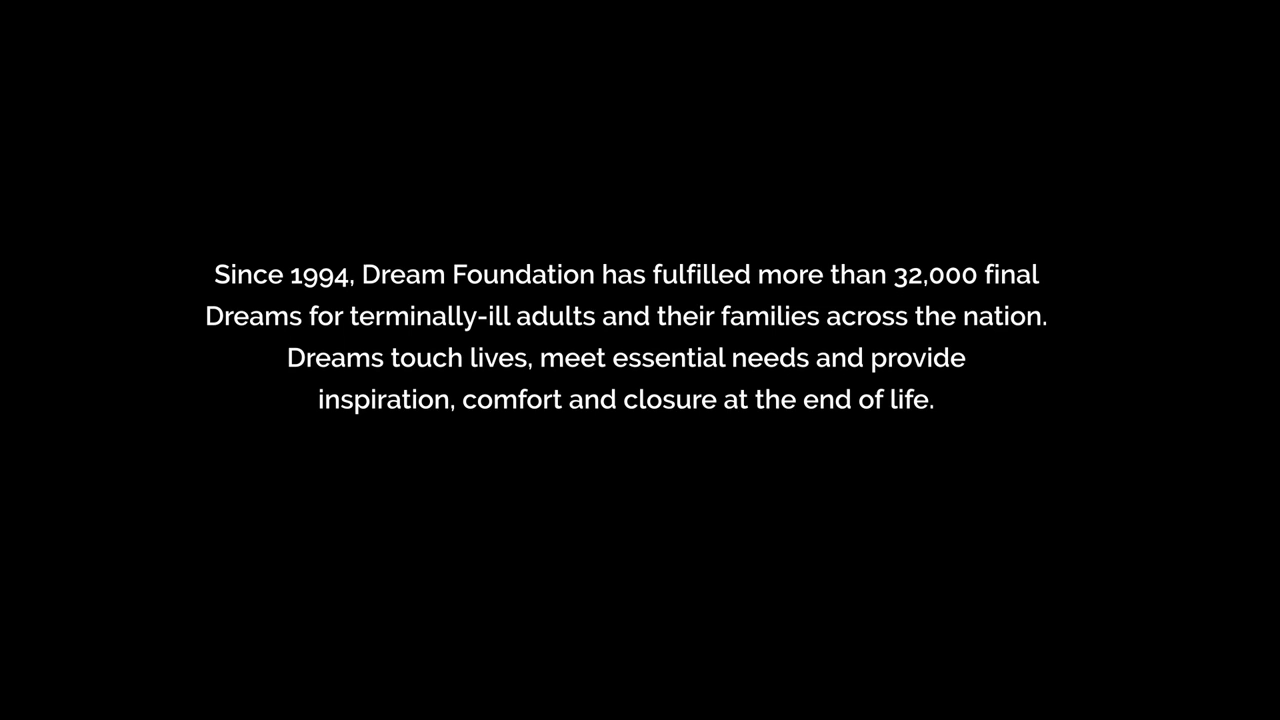 Since 1994, Dream Foundation has fulfilled more than 32,000 final
Dreams for terminally-ill adults and their families across the nation.
Dreams touch lives, meet essential needs and provide
inspiration, comfort and closure at the end of life.